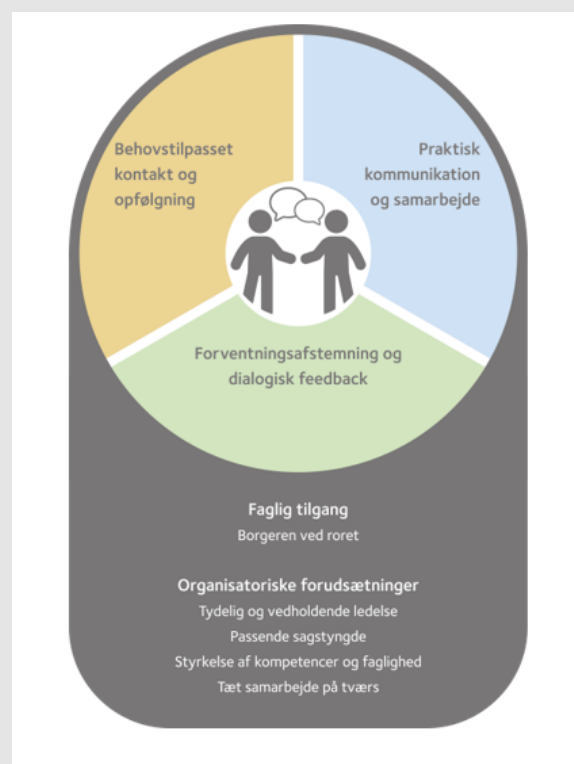 Behovstilpasset
kontakt og
opfølgning
Praktisk
kommunikation
og samarbejde
Forventningsafstemning og
dialogisk feedback
Faglig tilgang
Borgeren ved roret
Organisatoriske forudsætninger
Tydelig og vedholdende ledelse
Passende sagstyngde
Styrkelse af kompetencer og faglighed
Tæt samarbejde på tværs